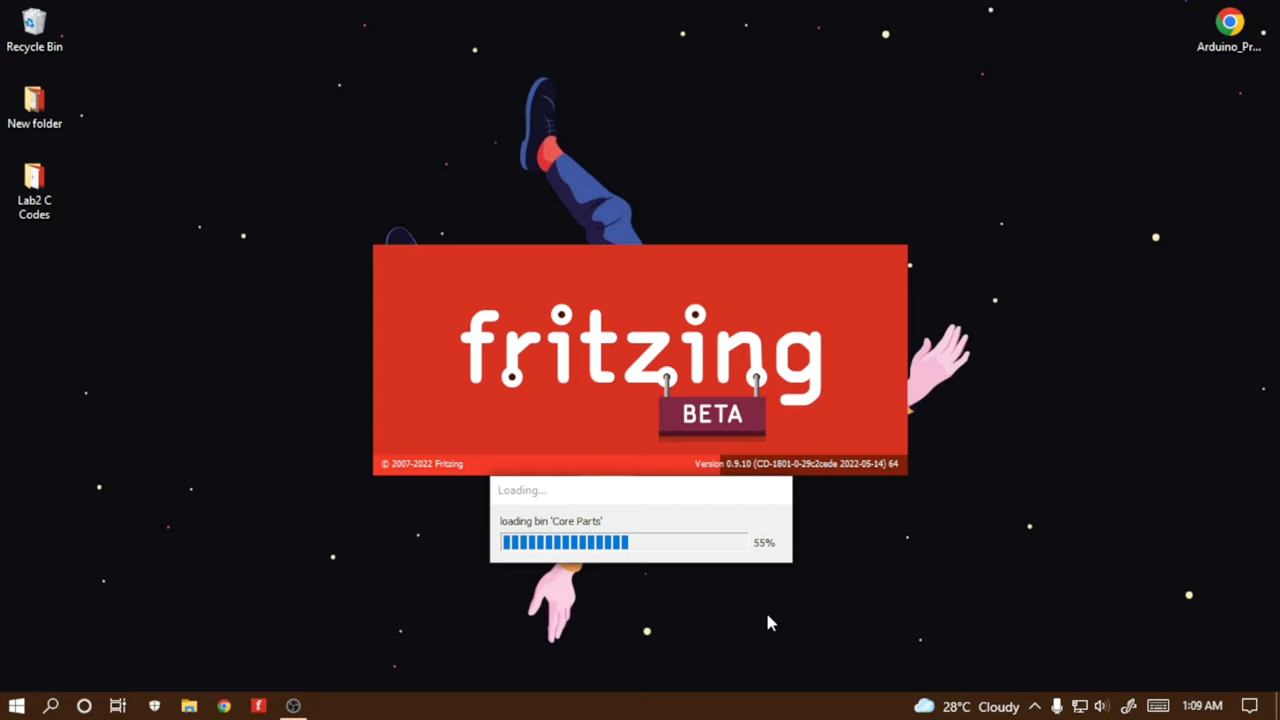 Recycle Bin
Arduino_Pr...
New folder
Lab2 C
Codes
fritzing
BETA
© 2007-2022 Fritzing
Version 0.9.10 (CD-1801-0-29c2cede 2022-05-14) 64
Loading...
loading bin 'Core Parts'
55%
f
28°C Cloudy
1:09 AM